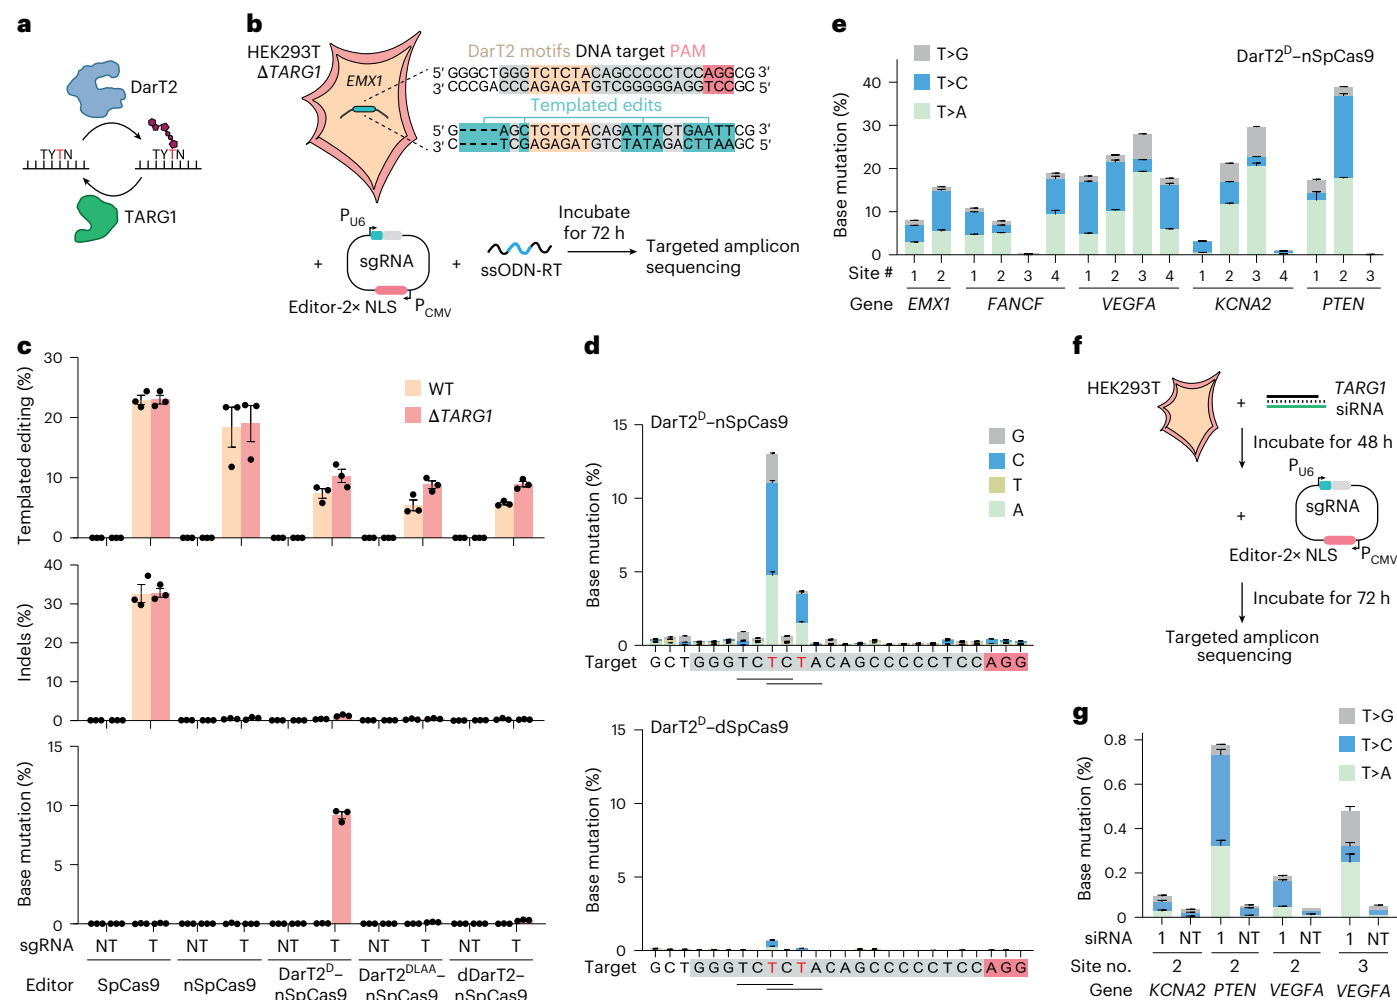 a
DarT2
TYTN
TYTN
TARG1
b
HEK293T
ΔTARG1
EMX1
DarT2 motifs DNA target PAM
5′ GGGCTGGGTCTCTACAGCCCCCTCCAGGCG 3′
3′ CCCGACCCAGAGATGTCGGGGGAGGTCCGC 5′
Templated edits
5′ G----AGCTCTCTACAGATATCTGAATTCG 3′
3′ C----TCGAGAGATGTCTATAGACTTAAGC 5′
+
PU6
sgRNA
Editor-2× NLS
PCMV
+
ssODN-RT
Incubate
for 72 h
Targeted amplicon
sequencing
e
T>G
T>C
T>A
DarT2D–nSpCas9
Base mutation (%)
40
30
20
10
0
Site #
1 2 1 2 3 4 1 2 3 4 1 2 3 4 1 2 3
Gene
EMX1 FANCF VEGFA KCNA2 PTEN
c
Templated editing (%)
30
20
10
0
WT
ΔTARG1
Indels (%)
40
30
20
10
0
Base mutation (%)
15
10
5
0
sgRNA
NT T NT T NT T NT T NT T
Editor
SpCas9
nSpCas9
DarT2D–
nSpCas9
DarT2DLAA–
nSpCas9
dDarT2–
nSpCas9
d
DarT2D–nSpCas9
G
C
T
A
Base mutation (%)
15
10
5
0
Target
G C T G G G T C T C T A C A G C C C C C T C C A G G
DarT2D–dSpCas9
Base mutation (%)
15
10
5
0
Target
G C T G G G T C T C T A C A G C C C C C T C C A G G
f
HEK293T
+
TARG1
siRNA
Incubate for 48 h
+
PU6
sgRNA
Editor-2× NLS
PCMV
Incubate for 72 h
Targeted amplicon
sequencing
g
T>G
T>C
T>A
Base mutation (%)
0.8
0.6
0.4
0.2
0
siRNA
1 NT 1 NT 1 NT 1 NT
Site no.
2 2 2 3
Gene
KCNA2 PTEN VEGFA VEGFA